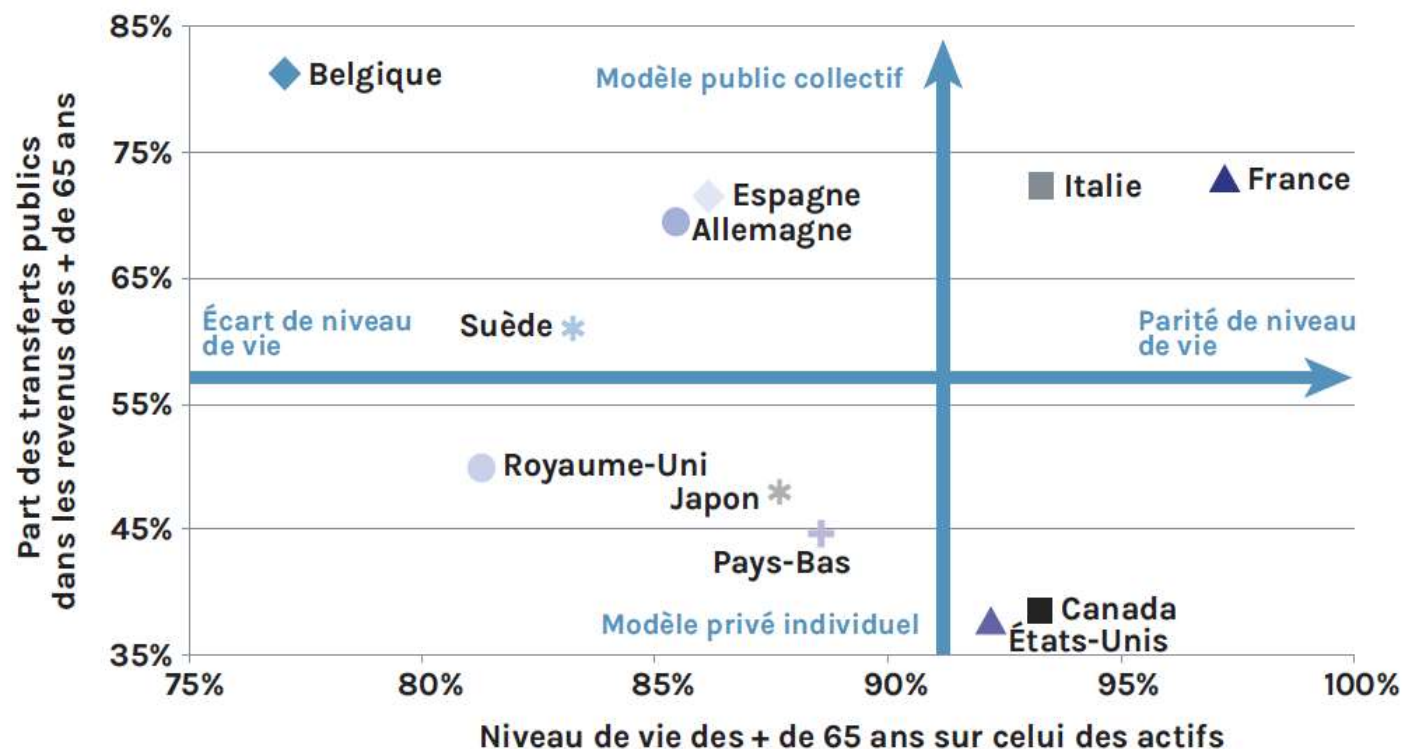 85%
Belgique
Modèle public collectif
75%
Italie
France
Espagne
Allemagne
65%
Écart de niveau
de vie
Suède
Parité de niveau
de vie
55%
Royaume-Uni
Japon
45%
Pays-Bas
Modèle privé individuel
Canada
États-Unis
35%
75%
80%
85%
90%
95%
100%
Part des transferts publics
dans les revenus des + de 65 ans
Niveau de vie des + de 65 ans sur celui des actifs